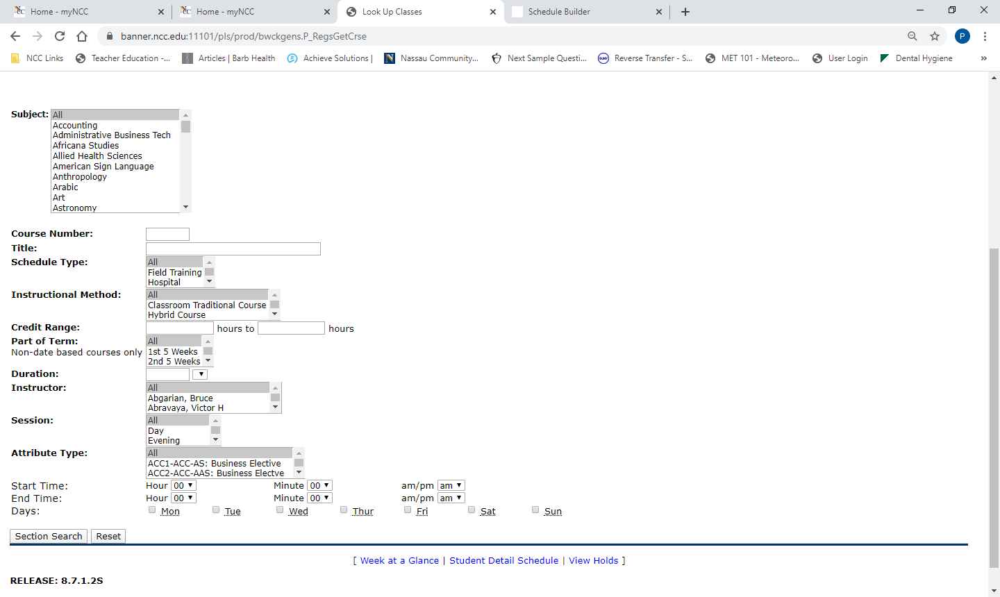 Home - myNCC
Home - myNCC
Look Up Classes
Schedule Builder
banner.ncc.edu:11101/pls/prod/bwckgens.P_RegsGetCrse
P
NCC Links
Teacher Education -...
Articles | Barb Health
Achieve Solutions |
Nassau Community...
Next Sample Questi...
Reverse Transfer - S...
MET 101 - Meteoro...
User Login
Dental Hygiene
»
Subject:
All
Accounting
Administrative Business Tech
Africana Studies
Allied Health Sciences
American Sign Language
Anthropology
Arabic
Art
Astronomy
Course Number:
Title:
Schedule Type:
All
Field Training
Hospital
Instructional Method:
All
Classroom Traditional Course
Hybrid Course
Credit Range: hours to hours
Part of Term:
Non-date based courses only
All
1st 5 Weeks
2nd 5 Weeks
Duration:
Instructor:
All
Abgarian, Bruce
Abravaya, Victor H
Session:
All
Day
Evening
Attribute Type:
All
ACC1-ACC-AS: Business Elective
ACC2-ACC-AAS: Business Electve
Start Time: Hour 00 Minute 00 am/pm am
End Time: Hour 00 Minute 00 am/pm am
Days: Mon Tue Wed Thur Fri Sat Sun
Section Search Reset
[ Week at a Glance | Student Detail Schedule | View Holds ]
RELEASE: 8.7.1.2S